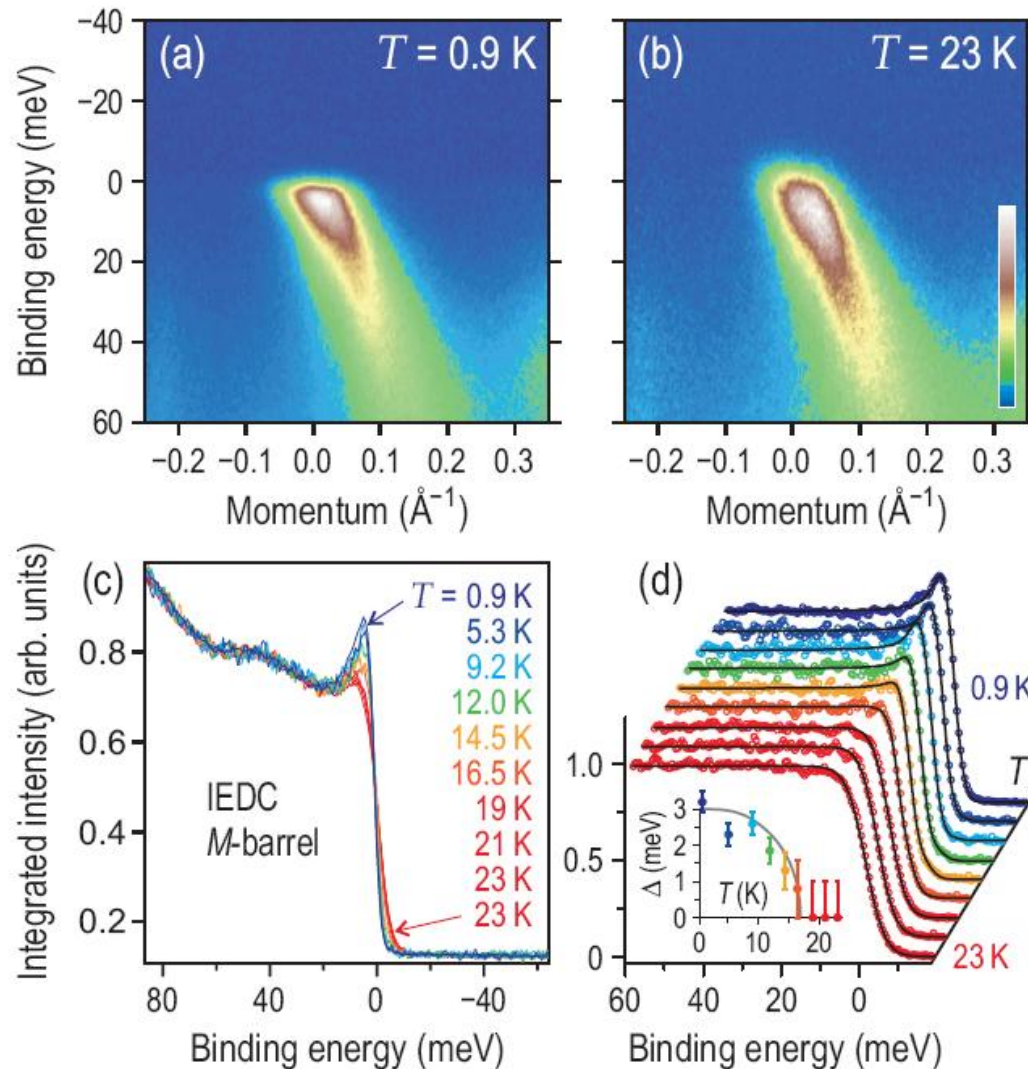 (a)
T = 0.9 K
(b)
T = 23 K
Binding energy (meV)
−40
−20
0
20
40
60
−0.2 −0.1 0.0 0.1 0.2 0.3
−0.2 −0.1 0.0 0.1 0.2 0.3
Momentum (Å⁻¹)
Momentum (Å⁻¹)
(c)
Integrated intensity (arb. units)
0.8
0.6
0.4
0.2
T = 0.9 K
5.3 K
9.2 K
12.0 K
14.5 K
16.5 K
19 K
21 K
23 K
23 K
IEDC
M-barrel
80 40 0 −40
Binding energy (meV)
(d)
0.9 K
T
23 K
1.0
0.5
0
Δ (meV)
3
2
1
0
T (K)
0 10 20
60 40 20 0
Binding energy (meV)